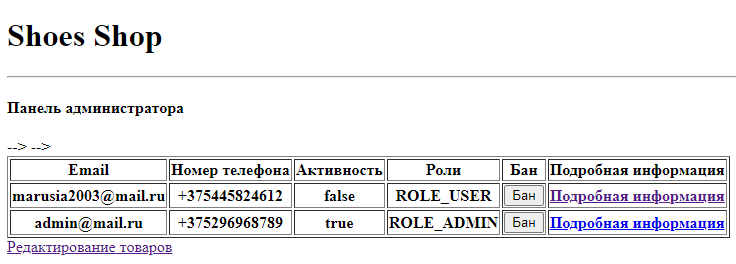 Shoes Shop
Панель администратора
--> -->
Email Номер телефона Активность Роли Бан Подробная информация
marusia2003@mail.ru +375445824612 false ROLE_USER Бан Подробная информация
admin@mail.ru +375296968789 true ROLE_ADMIN Бан Подробная информация
Редактирование товаров